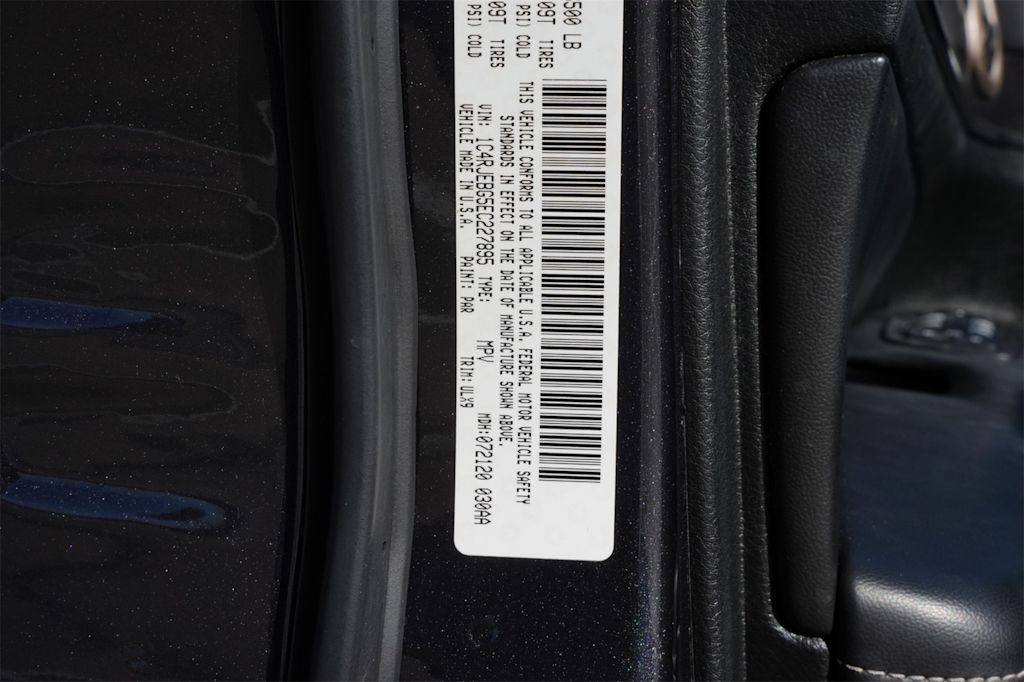 500 LB
09T TIRES
PSI) COLD
09T TIRES
PSI) COLD
THIS VEHICLE CONFORMS TO ALL APPLICABLE U.S.A. FEDERAL MOTOR VEHICLE SAFETY
STANDARDS IN EFFECT ON THE DATE OF MANUFACTURE SHOWN ABOVE.
VIN: 1C4RJEBG5EC227895 TYPE: MPV MDH:072120 030AA
VEHICLE MADE IN U.S.A. PAINT: PAR TRIM: VLX9